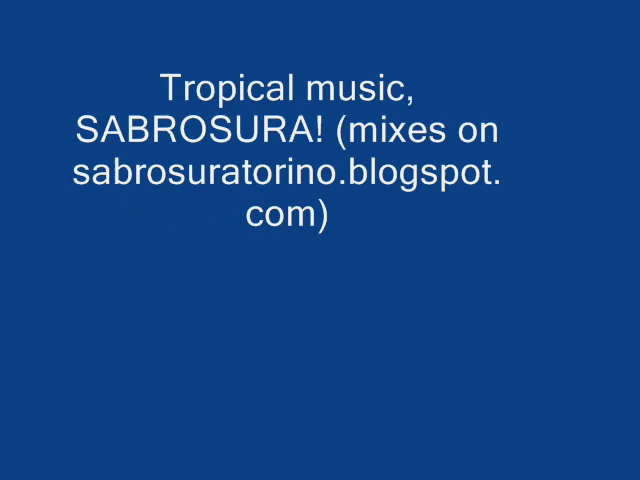 Tropical music,
SABROSURA! (mixes on
sabrosuratorino.blogspot.
com)